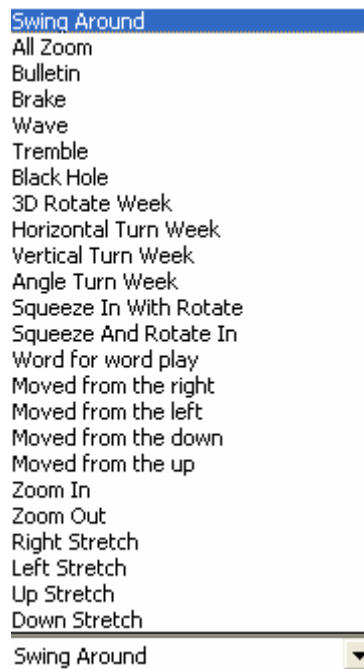 Swing Around
All Zoom
Bulletin
Brake
Wave
Tremble
Black Hole
3D Rotate Week
Horizontal Turn Week
Vertical Turn Week
Angle Turn Week
Squeeze In With Rotate
Squeeze And Rotate In
Word for word play
Moved from the right
Moved from the left
Moved from the down
Moved from the up
Zoom In
Zoom Out
Right Stretch
Left Stretch
Up Stretch
Down Stretch
Swing Around